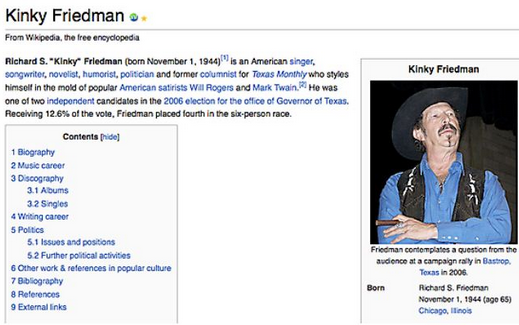 Kinky Friedman
From Wikipedia, the free encyclopedia
Richard S. "Kinky" Friedman (born November 1, 1944)[1] is an American singer,
songwriter, novelist, humorist, politician and former columnist for Texas Monthly who styles
himself in the mold of popular American satirists Will Rogers and Mark Twain.[2] He was
one of two independent candidates in the 2006 election for the office of Governor of Texas.
Receiving 12.6% of the vote, Friedman placed fourth in the six-person race.
Contents [hide]
1 Biography
2 Music career
3 Discography
3.1 Albums
3.2 Singles
4 Writing career
5 Politics
5.1 Issues and positions
5.2 Further political activities
6 Other work & references in popular culture
7 Bibliography
8 References
9 External links
Kinky Friedman
Friedman contemplates a question from the
audience at a campaign rally in Bastrop,
Texas in 2006.
Born Richard S. Friedman
November 1, 1944 (age 65)
Chicago, Illinois